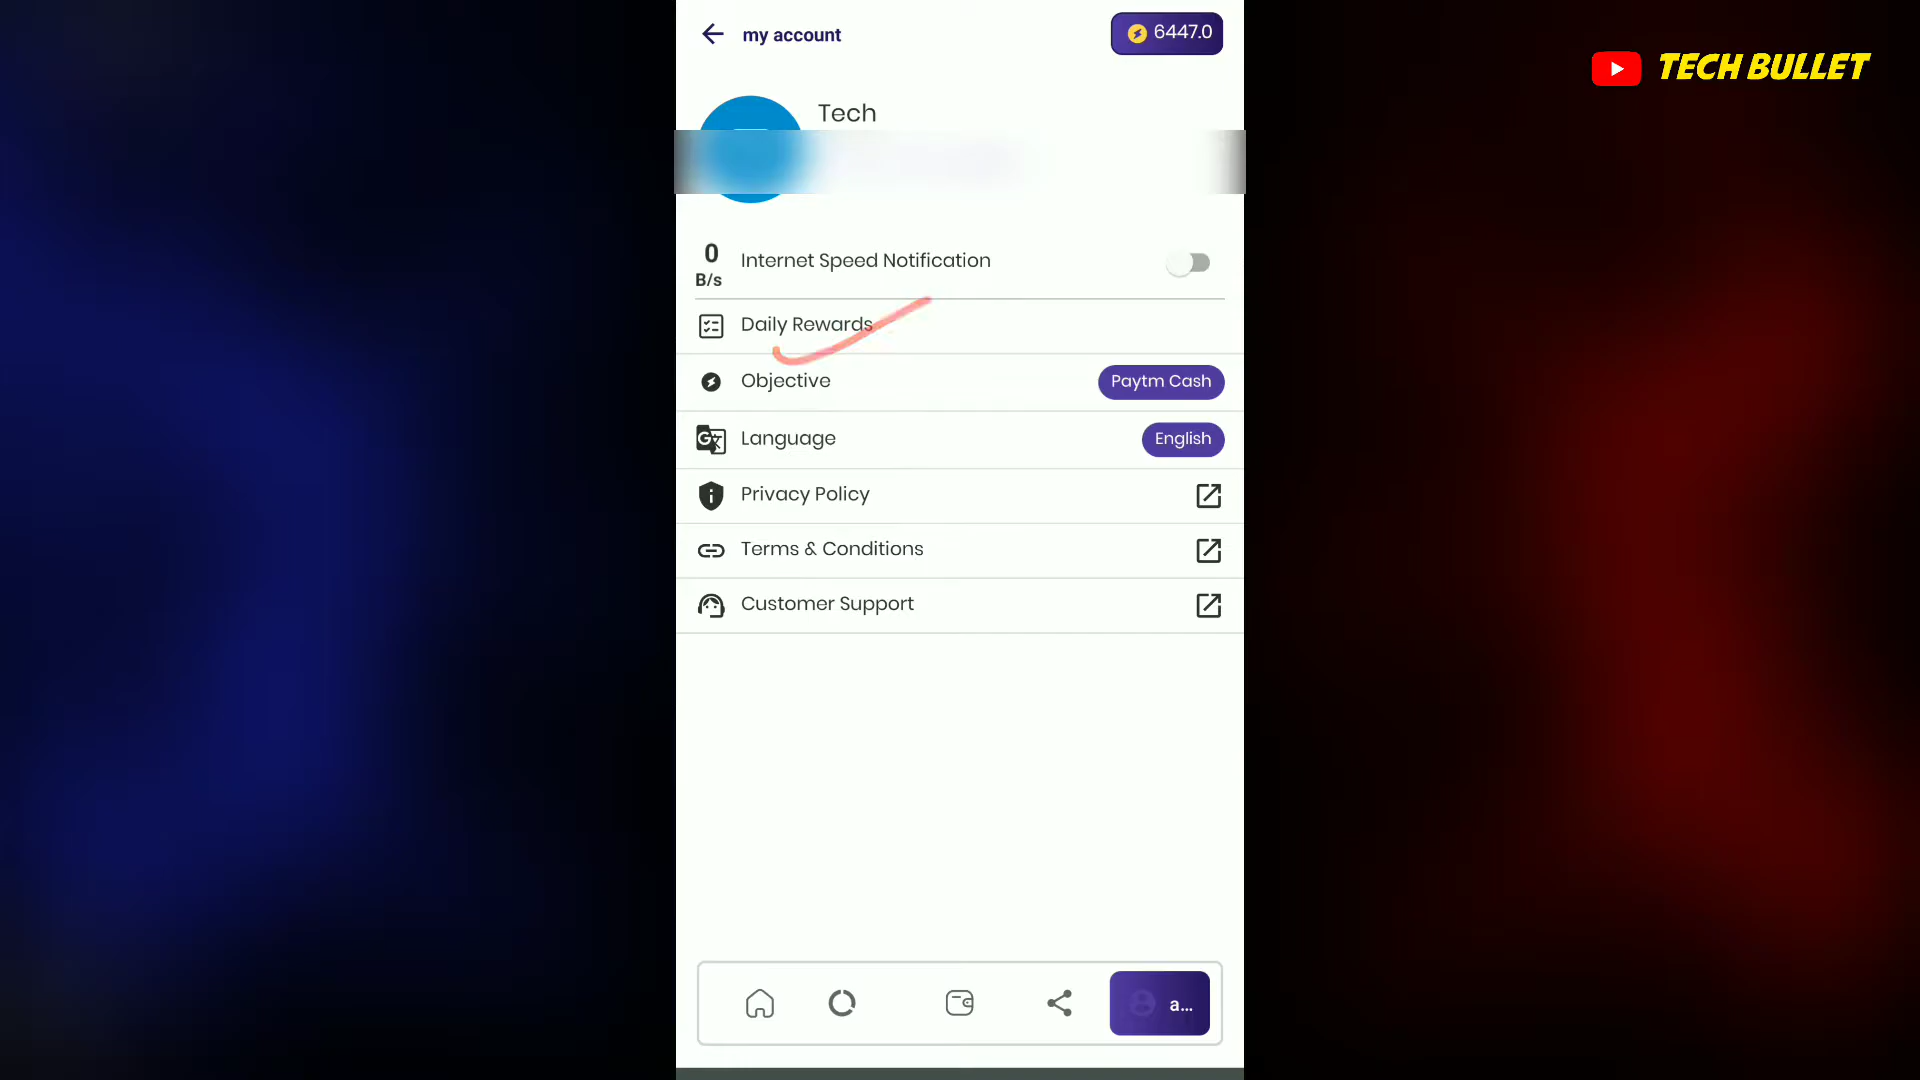 my account
6447.0
TECH BULLET
Tech
0
B/s
Internet Speed Notification
Daily Rewards
Objective
Paytm Cash
Language
English
Privacy Policy
Terms & Conditions
Customer Support
a...